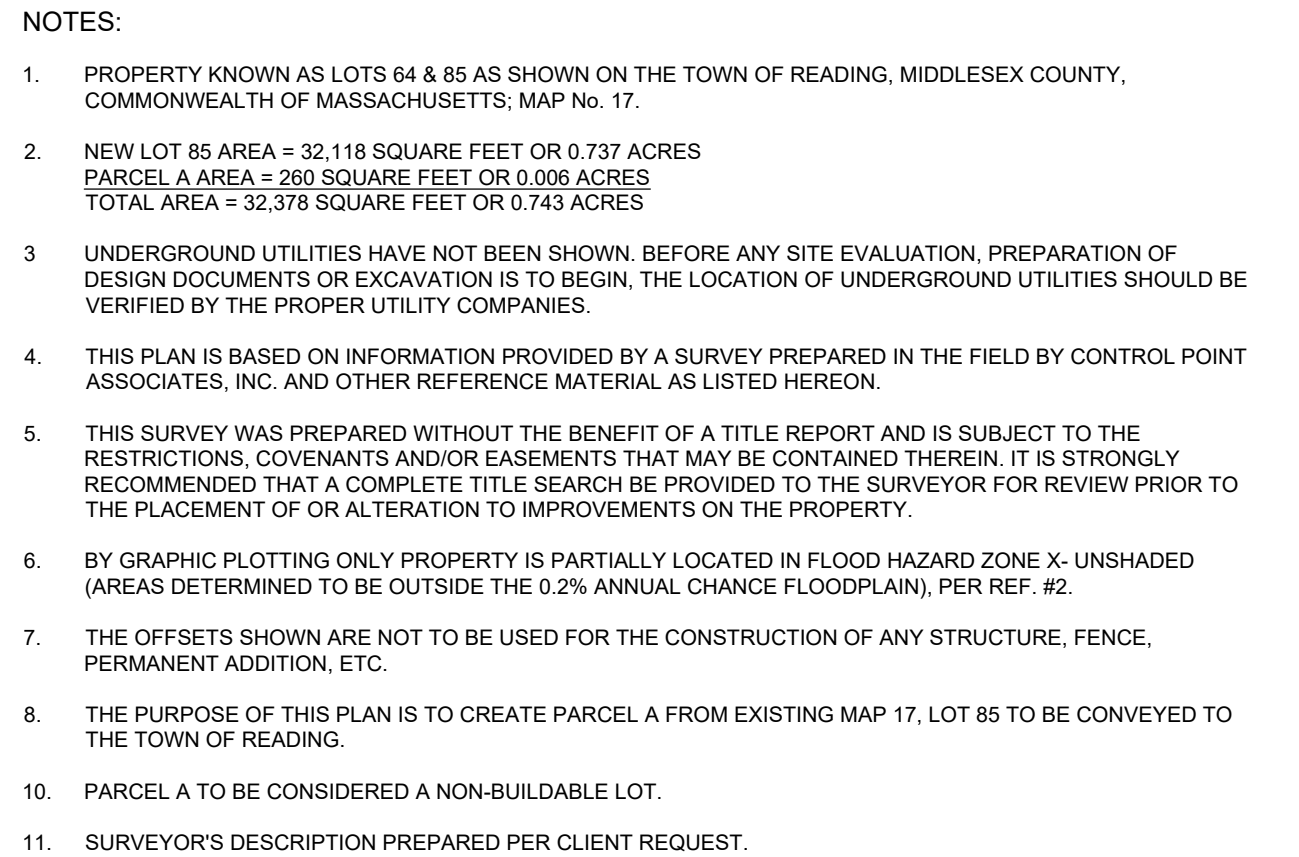 NOTES:
1. PROPERTY KNOWN AS LOTS 64 & 85 AS SHOWN ON THE TOWN OF READING, MIDDLESEX COUNTY,
COMMONWEALTH OF MASSACHUSETTS; MAP No. 17.
2. NEW LOT 85 AREA = 32,118 SQUARE FEET OR 0.737 ACRES
PARCEL A AREA = 260 SQUARE FEET OR 0.006 ACRES
TOTAL AREA = 32,378 SQUARE FEET OR 0.743 ACRES
3 UNDERGROUND UTILITIES HAVE NOT BEEN SHOWN. BEFORE ANY SITE EVALUATION, PREPARATION OF
DESIGN DOCUMENTS OR EXCAVATION IS TO BEGIN, THE LOCATION OF UNDERGROUND UTILITIES SHOULD BE
VERIFIED BY THE PROPER UTILITY COMPANIES.
4. THIS PLAN IS BASED ON INFORMATION PROVIDED BY A SURVEY PREPARED IN THE FIELD BY CONTROL POINT
ASSOCIATES, INC. AND OTHER REFERENCE MATERIAL AS LISTED HEREON.
5. THIS SURVEY WAS PREPARED WITHOUT THE BENEFIT OF A TITLE REPORT AND IS SUBJECT TO THE
RESTRICTIONS, COVENANTS AND/OR EASEMENTS THAT MAY BE CONTAINED THEREIN. IT IS STRONGLY
RECOMMENDED THAT A COMPLETE TITLE SEARCH BE PROVIDED TO THE SURVEYOR FOR REVIEW PRIOR TO
THE PLACEMENT OF OR ALTERATION TO IMPROVEMENTS ON THE PROPERTY.
6. BY GRAPHIC PLOTTING ONLY PROPERTY IS PARTIALLY LOCATED IN FLOOD HAZARD ZONE X- UNSHADED
(AREAS DETERMINED TO BE OUTSIDE THE 0.2% ANNUAL CHANCE FLOODPLAIN), PER REF. #2.
7. THE OFFSETS SHOWN ARE NOT TO BE USED FOR THE CONSTRUCTION OF ANY STRUCTURE, FENCE,
PERMANENT ADDITION, ETC.
8. THE PURPOSE OF THIS PLAN IS TO CREATE PARCEL A FROM EXISTING MAP 17, LOT 85 TO BE CONVEYED TO
THE TOWN OF READING.
10. PARCEL A TO BE CONSIDERED A NON-BUILDABLE LOT.
11. SURVEYOR'S DESCRIPTION PREPARED PER CLIENT REQUEST.